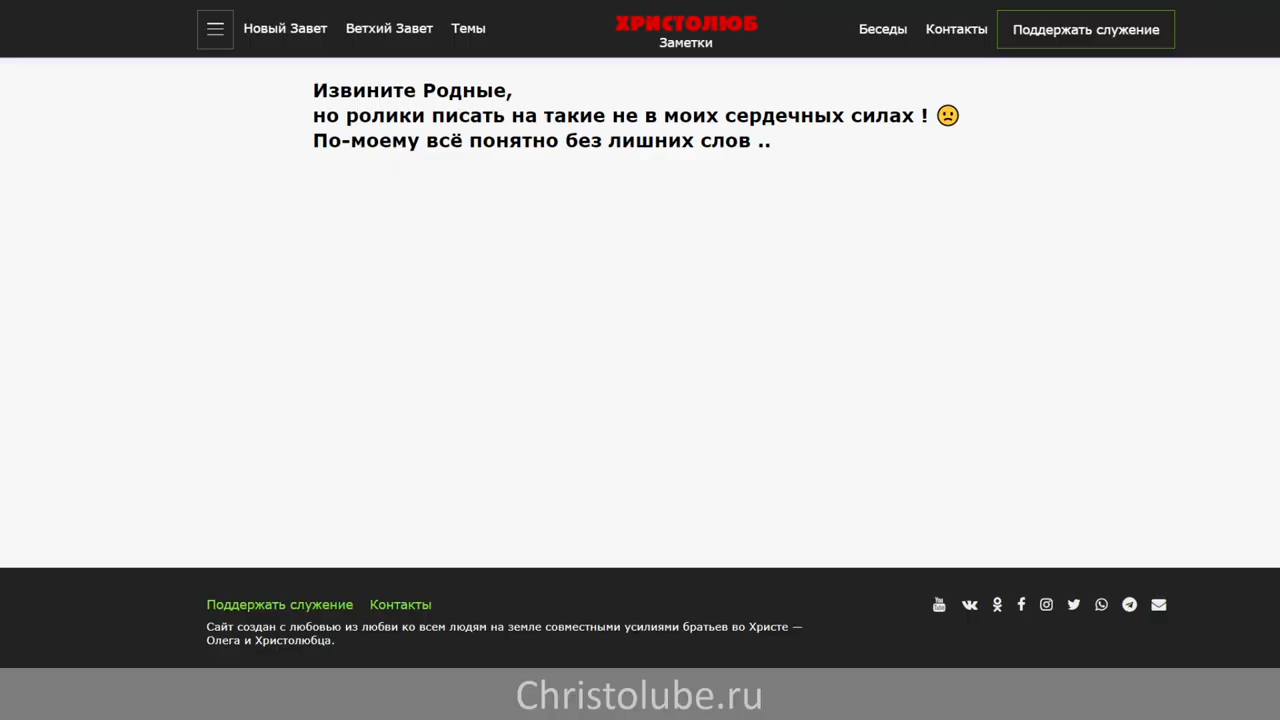 Новый Завет
Ветхий Завет
Темы
ХРИСТОЛЮБ
Заметки
Беседы
Контакты
Поддержать служение
Извините Родные,
но ролики писать на такие не в моих сердечных силах !
По-моему всё понятно без лишних слов ..
Поддержать служение
Контакты
Сайт создан с любовью из любви ко всем людям на земле совместными усилиями братьев во Христе —
Олега и Христолюбца.
Christolube.ru